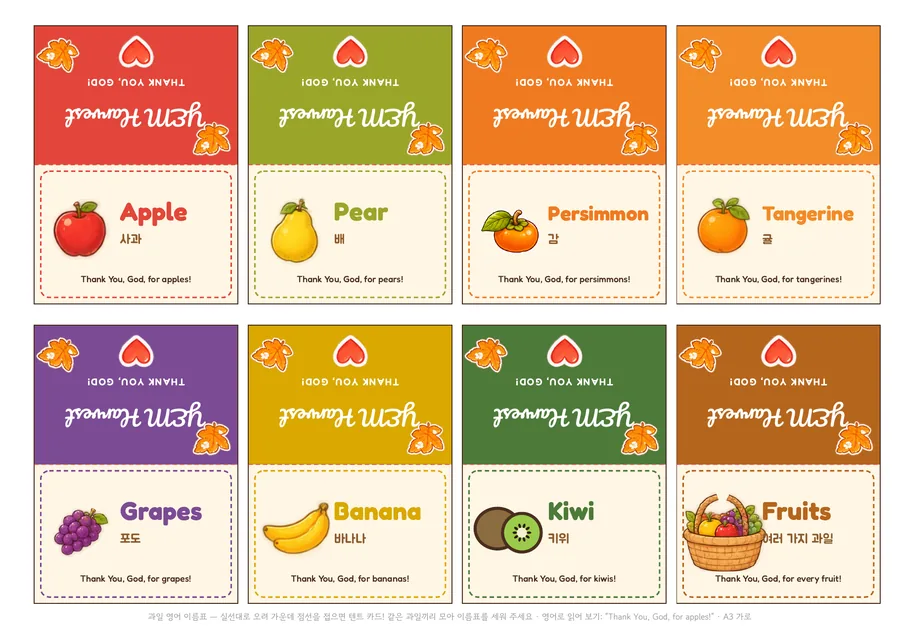 THANK YOU, GOD!
YEM Harvest
THANK YOU, GOD!
YEM Harvest
THANK YOU, GOD!
YEM Harvest
THANK YOU, GOD!
YEM Harvest
Apple
사과
Thank You, God, for apples!
Pear
배
Thank You, God, for pears!
Persimmon
감
Thank You, God, for persimmons!
Tangerine
귤
Thank You, God, for tangerines!
THANK YOU, GOD!
YEM Harvest
THANK YOU, GOD!
YEM Harvest
THANK YOU, GOD!
YEM Harvest
THANK YOU, GOD!
YEM Harvest
Grapes
포도
Thank You, God, for grapes!
Banana
바나나
Thank You, God, for bananas!
Kiwi
키위
Thank You, God, for kiwis!
Fruits
여러 가지 과일
Thank You, God, for every fruit!
과일 영어 이름표 — 실선대로 오려 가운데 점선을 접으면 텐트 카드! 같은 과일끼리 모아 이름표를 세워 주세요 · 영어로 읽어 보기: "Thank You, God, for apples!" · A3 가로